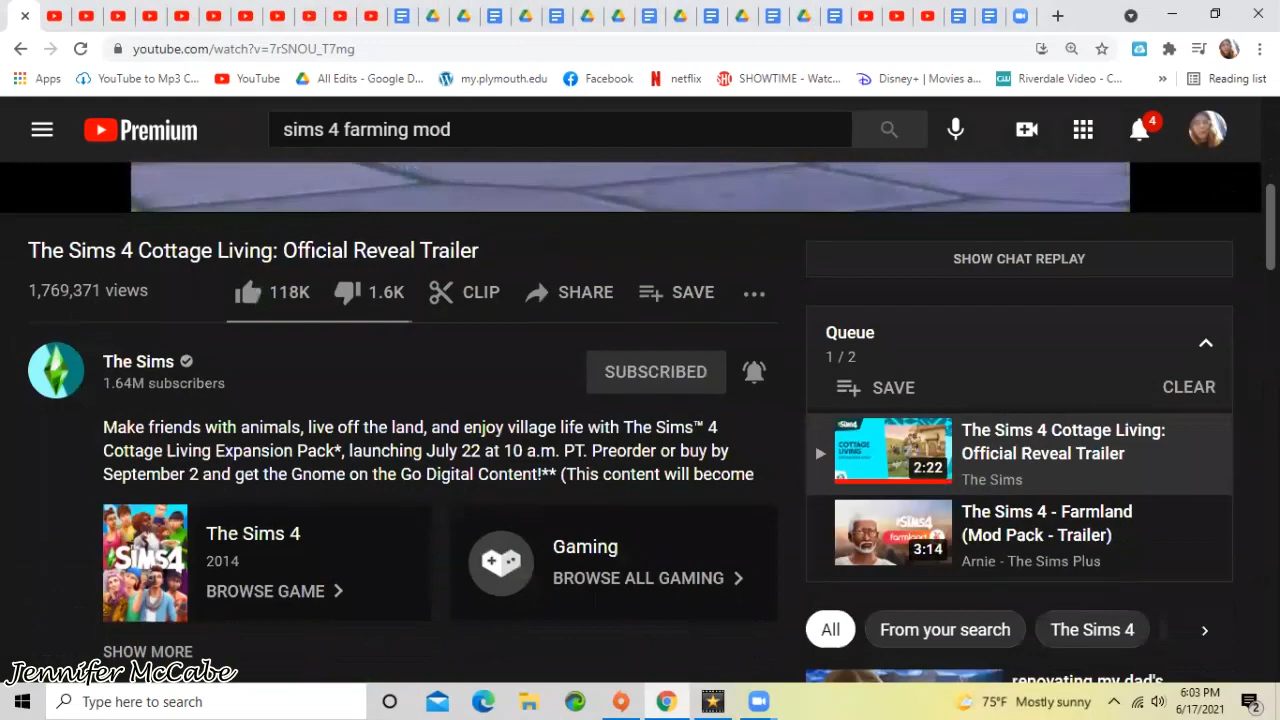 youtube.com/watch?v=7rSNOU_T7mg
Apps
YouTube to Mp3 C...
YouTube
All Edits - Google D...
my.plymouth.edu
Facebook
netflix
SHOWTIME - Watc...
Disney+ | Movies a...
Riverdale Video - C...
»
Reading list
Premium
sims 4 farming mod
4
The Sims 4 Cottage Living: Official Reveal Trailer
1,769,371 views
118K
1.6K
CLIP
SHARE
SAVE
The Sims
1.64M subscribers
SUBSCRIBED
Make friends with animals, live off the land, and enjoy village life with The Sims™ 4
Cottage Living Expansion Pack*, launching July 22 at 10 a.m. PT. Preorder or buy by
September 2 and get the Gnome on the Go Digital Content!** (This content will become
THE SIMS4
The Sims 4
2014
BROWSE GAME
Gaming
BROWSE ALL GAMING
SHOW MORE
SHOW CHAT REPLAY
Queue
1 / 2
SAVE
CLEAR
COTTAGE
LIVING
2:22
The Sims 4 Cottage Living:
Official Reveal Trailer
The Sims
3:14
The Sims 4 - Farmland
(Mod Pack - Trailer)
Arnie - The Sims Plus
All
From your search
The Sims 4
renovating my dad's
Jennifer McCabe
Type here to search
75°F Mostly sunny
6:03 PM
6/17/2021
2